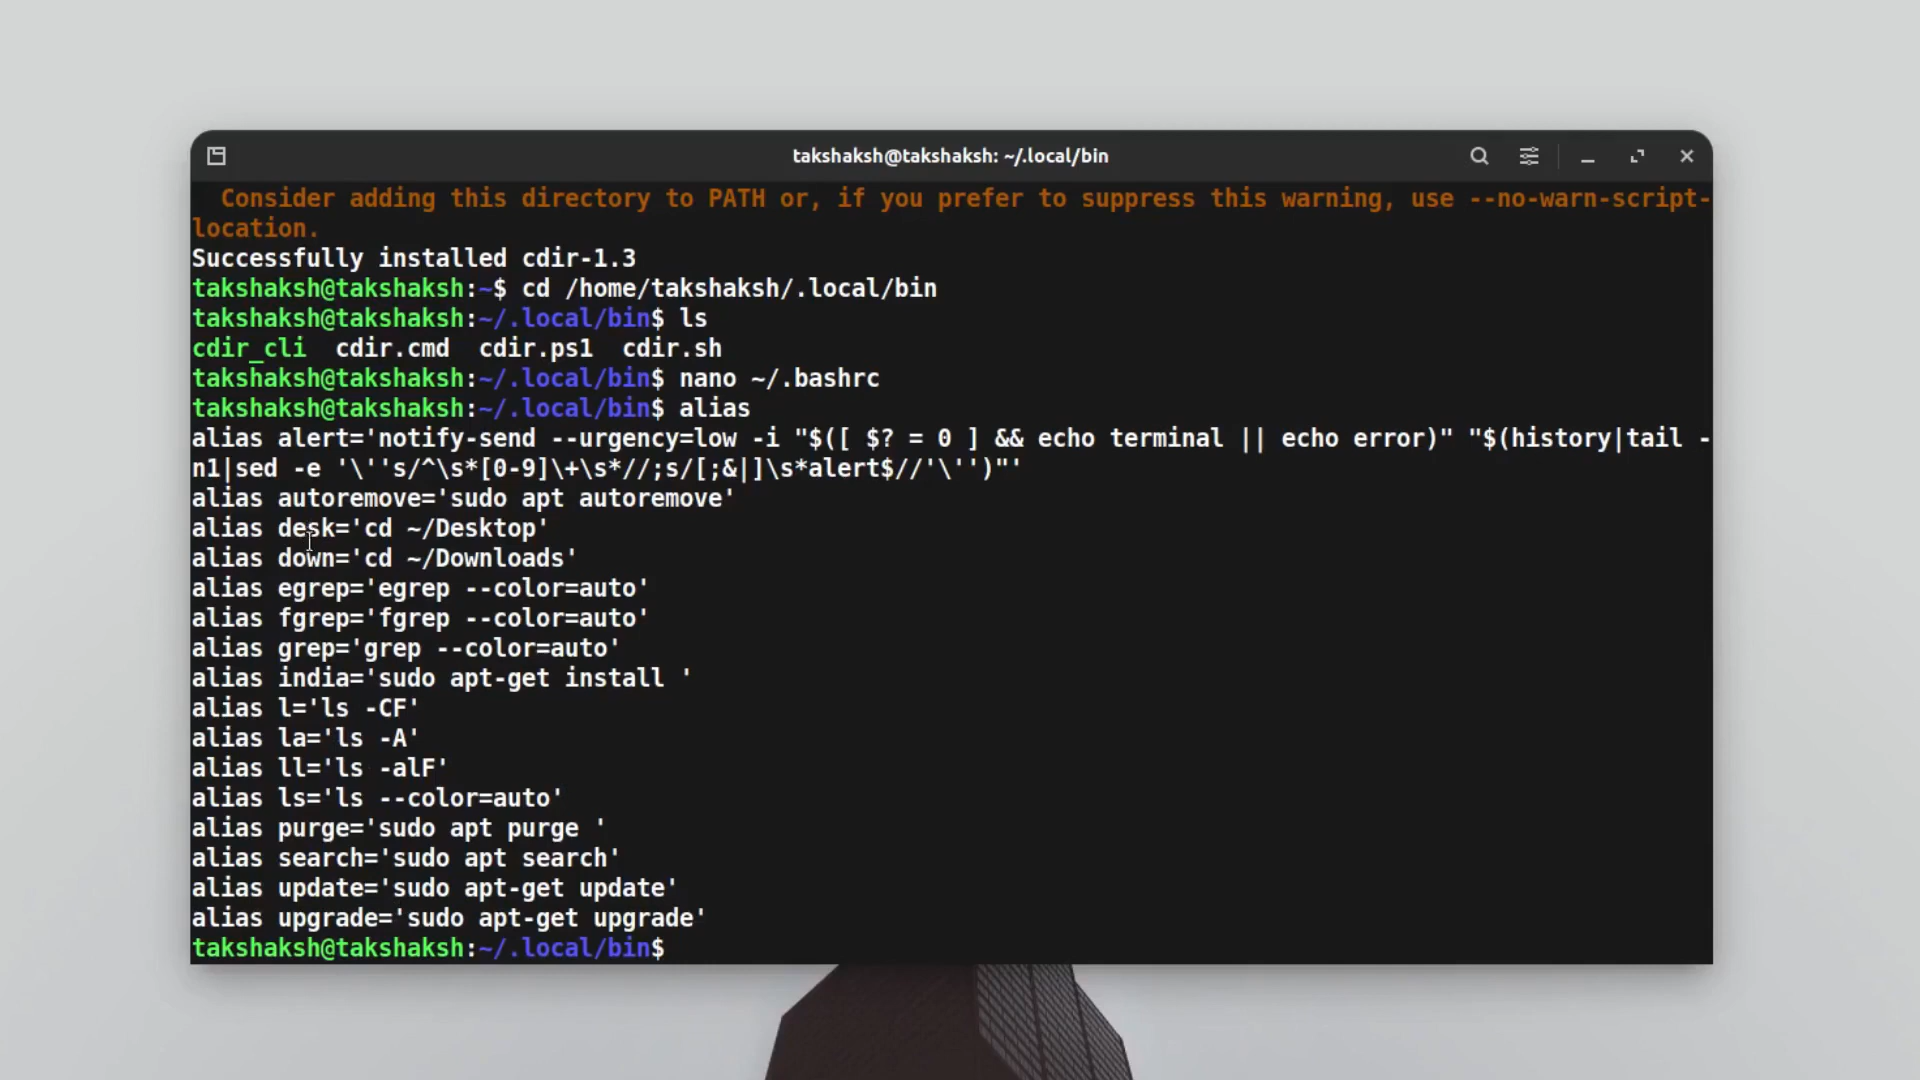 takshaksh@takshaksh: ~/.local/bin
Consider adding this directory to PATH or, if you prefer to suppress this warning, use --no-warn-script-
location.
Successfully installed cdir-1.3
takshaksh@takshaksh:~$ cd /home/takshaksh/.local/bin
takshaksh@takshaksh:~/.local/bin$ ls
cdir_cli  cdir.cmd  cdir.ps1  cdir.sh
takshaksh@takshaksh:~/.local/bin$ nano ~/.bashrc
takshaksh@takshaksh:~/.local/bin$ alias
alias alert='notify-send --urgency=low -i "$([ $? = 0 ] && echo terminal || echo error)" "$(history|tail -
n1|sed -e '\''s/^\s*[0-9]\+\s*//;s/[;&|]\s*alert$//'\'')"'
alias autoremove='sudo apt autoremove'
alias desk='cd ~/Desktop'
alias down='cd ~/Downloads'
alias egrep='egrep --color=auto'
alias fgrep='fgrep --color=auto'
alias grep='grep --color=auto'
alias india='sudo apt-get install '
alias l='ls -CF'
alias la='ls -A'
alias ll='ls -alF'
alias ls='ls --color=auto'
alias purge='sudo apt purge '
alias search='sudo apt search'
alias update='sudo apt-get update'
alias upgrade='sudo apt-get upgrade'
takshaksh@takshaksh:~/.local/bin$